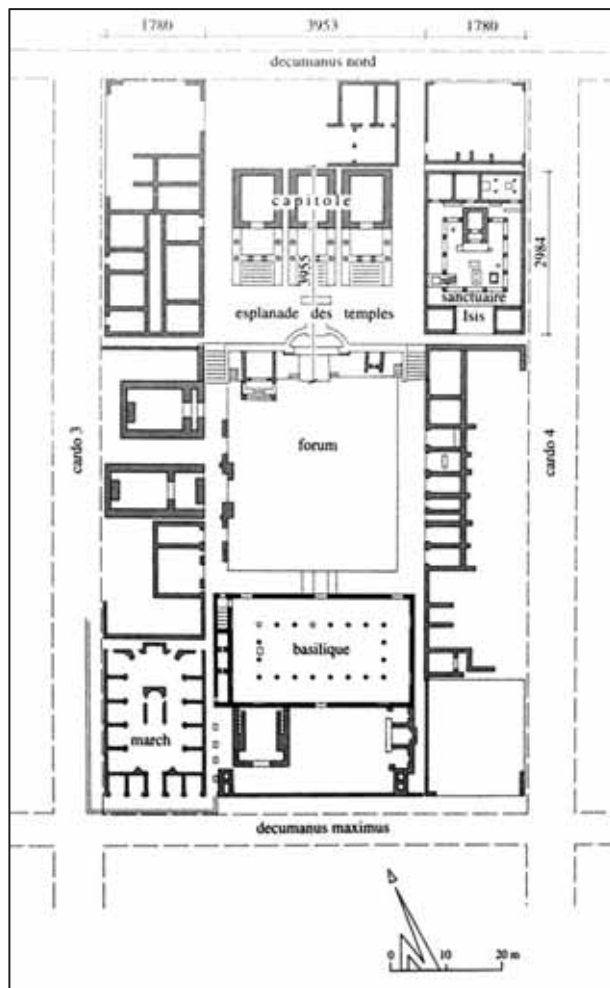 1780 3953 1780
decumanus nord
capitole
3955
2984
esplanade des temples
sanctuaire
Isis
cardo 3
forum
cardo 4
basilique
march
decumanus maximus
0 10 20 m